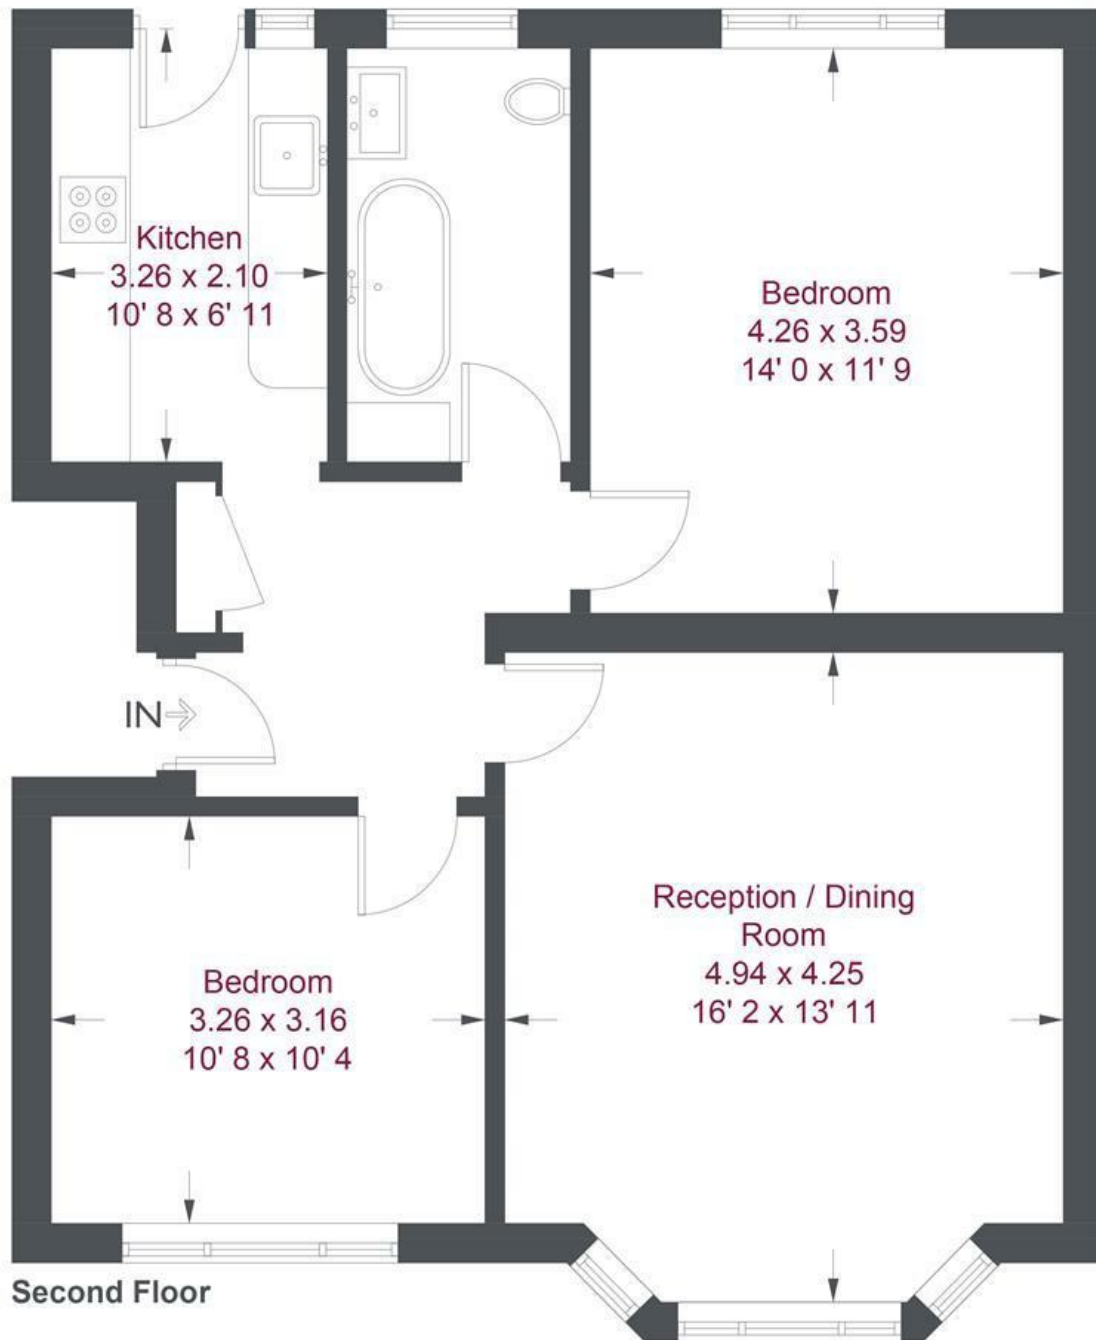 Kitchen
3.26 x 2.10
10' 8 x 6' 11
Bedroom
4.26 x 3.59
14' 0 x 11' 9
IN
Reception / Dining
Room
4.94 x 4.25
16' 2 x 13' 11
Bedroom
3.26 x 3.16
10' 8 x 10' 4
Second Floor